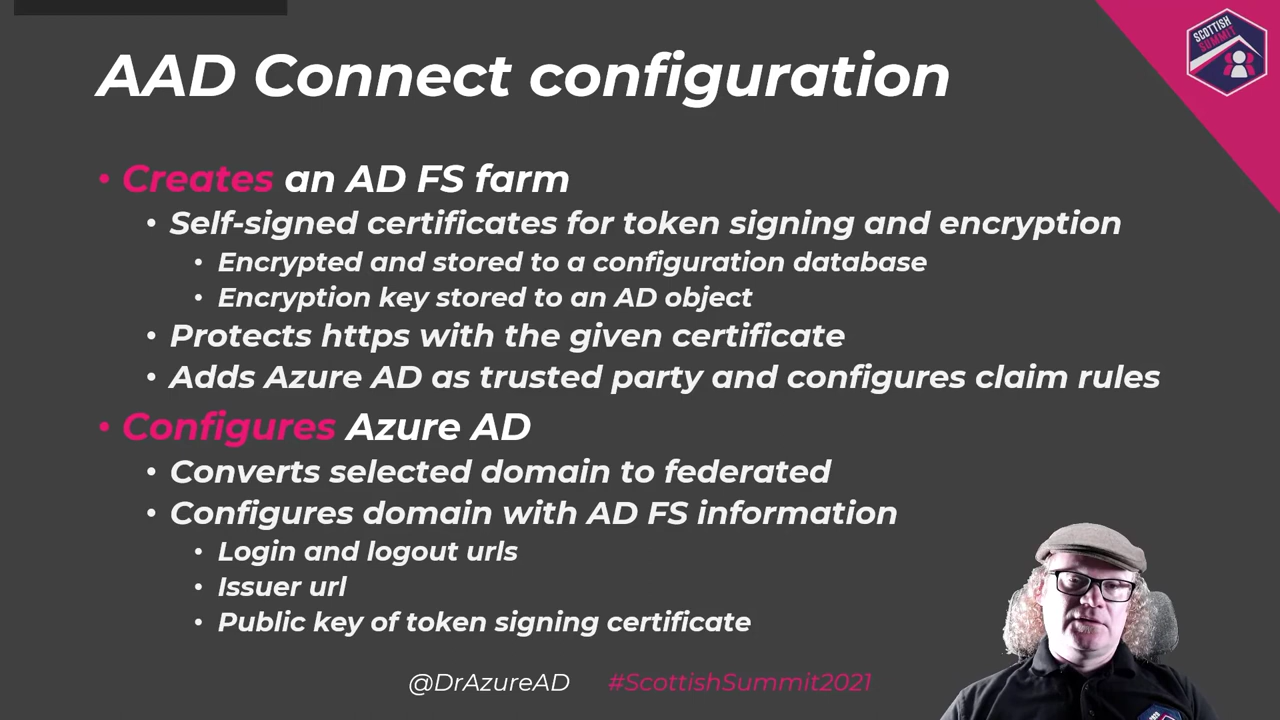 SCOTTISH
SUMMIT
AAD Connect configuration
• Creates an AD FS farm
• Self-signed certificates for token signing and encryption
• Encrypted and stored to a configuration database
• Encryption key stored to an AD object
• Protects https with the given certificate
• Adds Azure AD as trusted party and configures claim rules
• Configures Azure AD
• Converts selected domain to federated
• Configures domain with AD FS information
• Login and logout urls
• Issuer url
• Public key of token signing certificate
@DrAzureAD #ScottishSummit2021